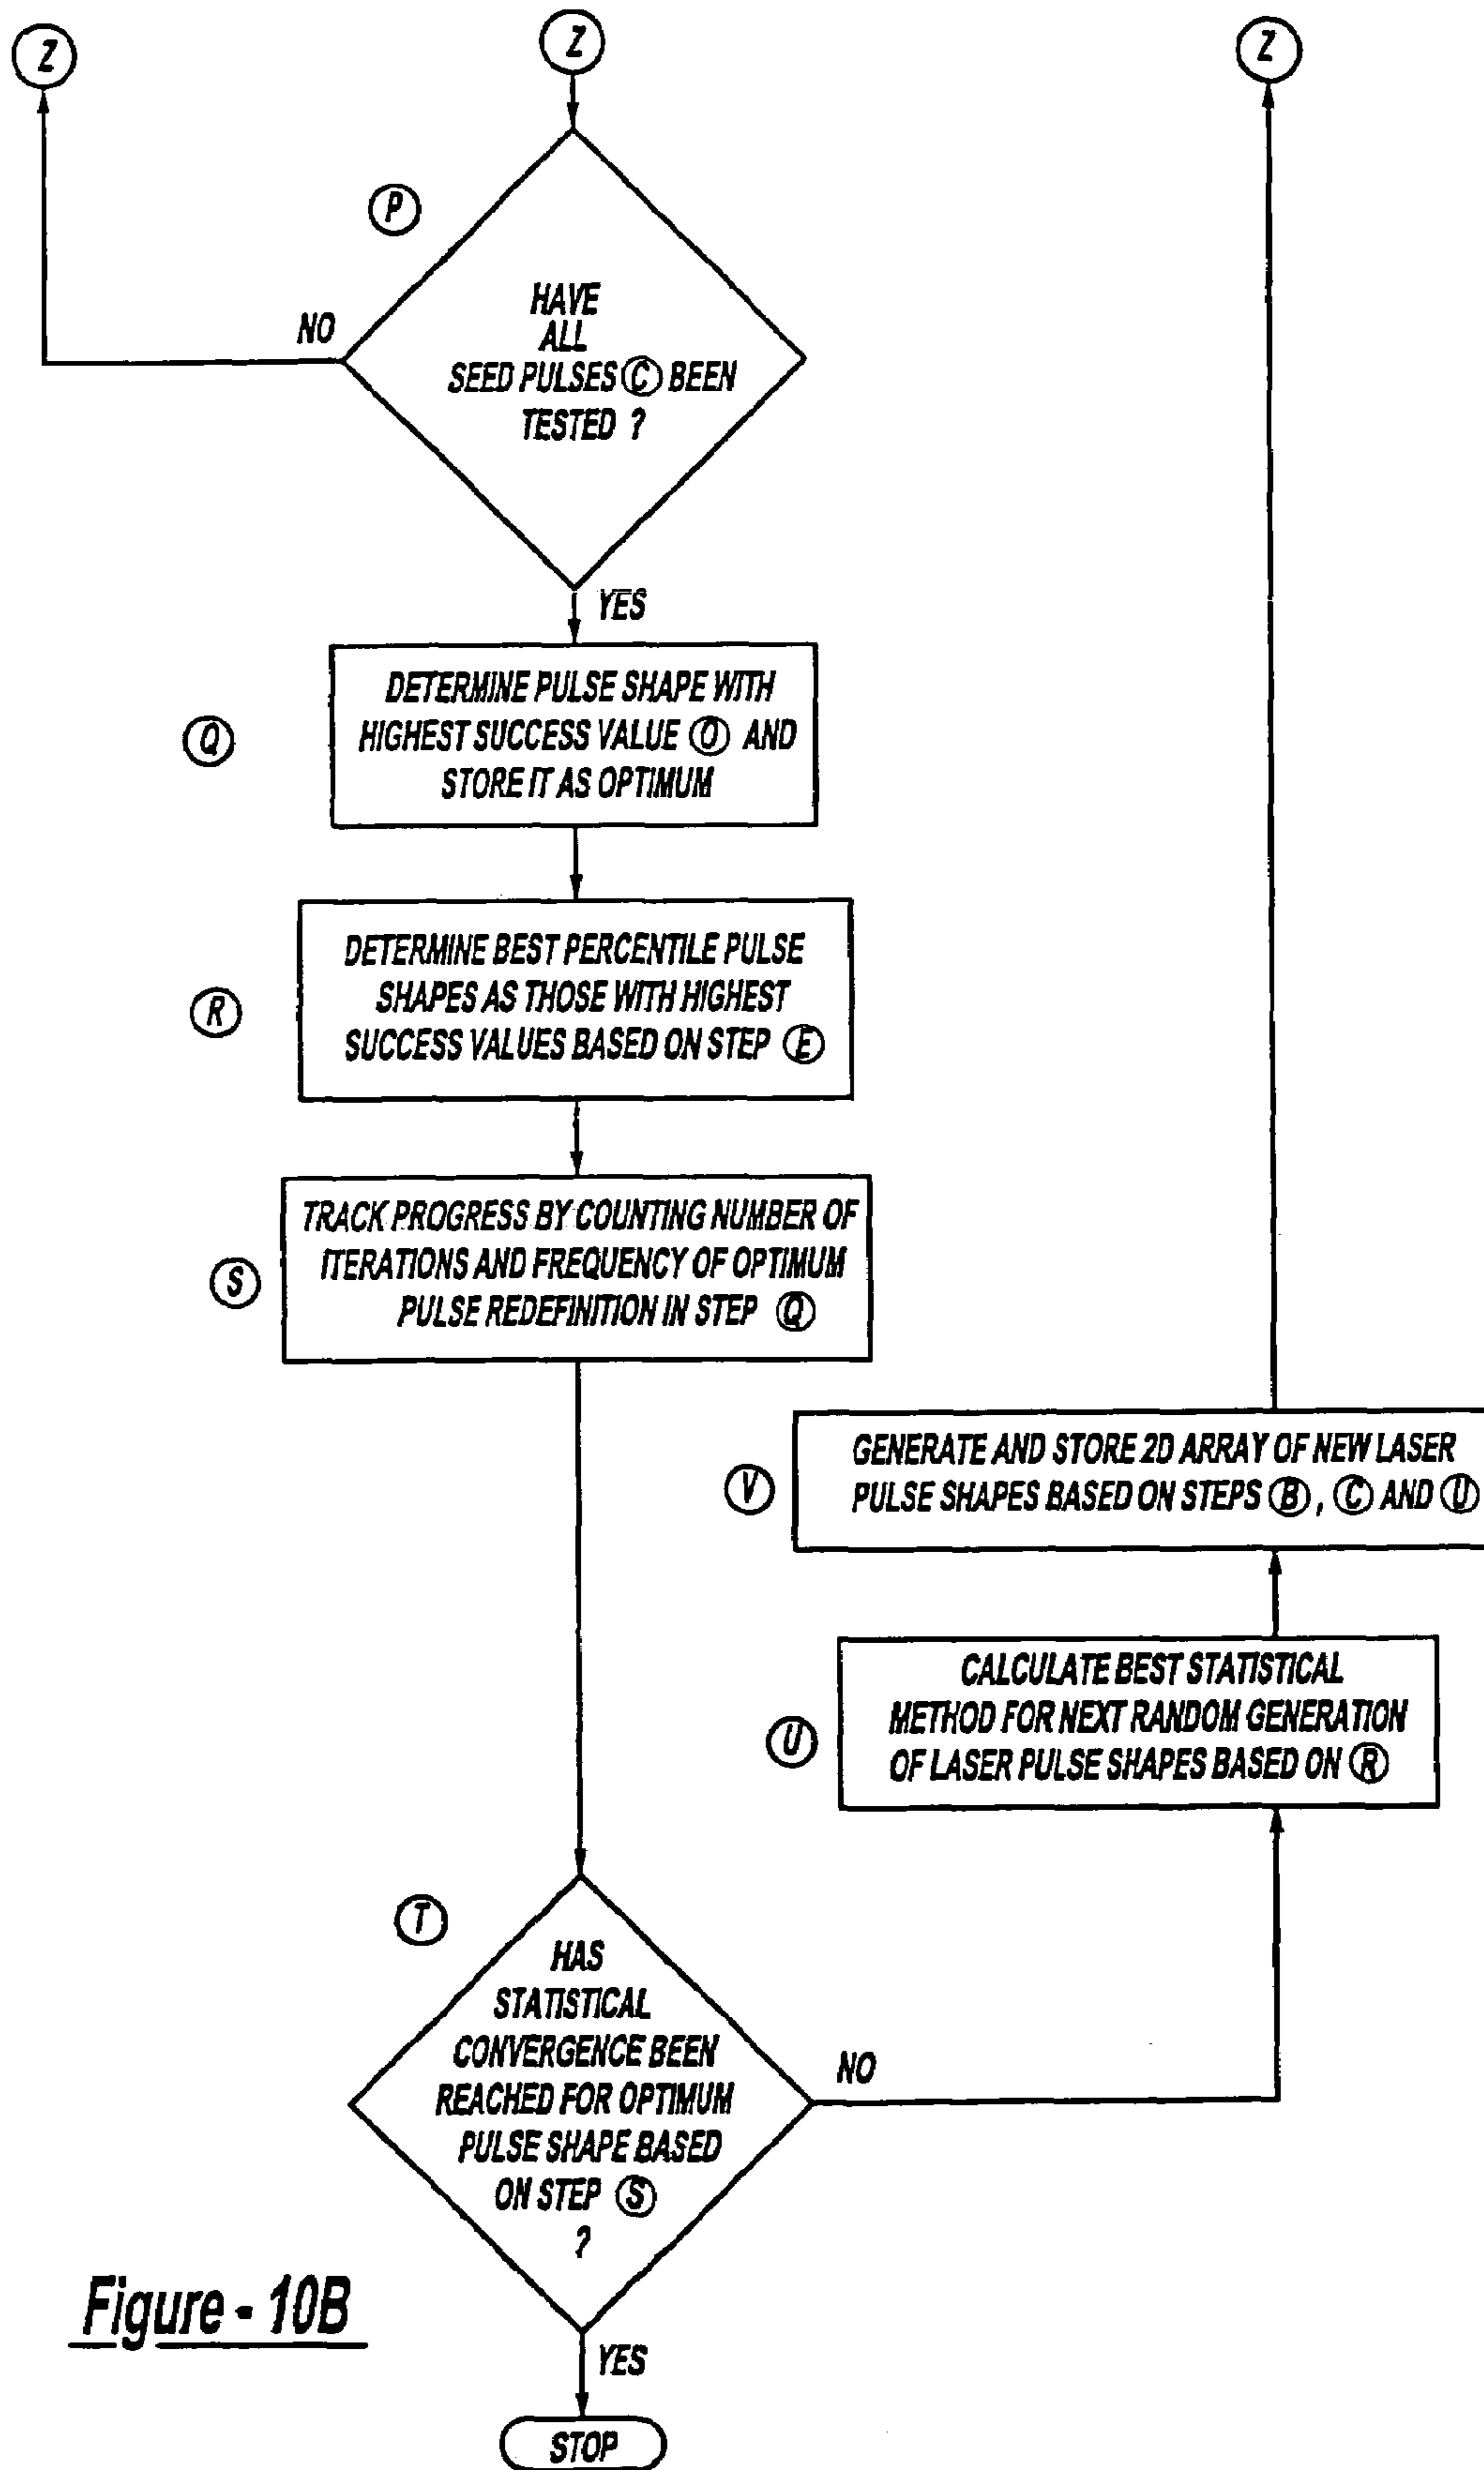 Z
Z
Z
P
HAVE
ALL
SEED PULSES Ⓒ BEEN
TESTED ?
NO
YES
Q
DETERMINE PULSE SHAPE WITH
HIGHEST SUCCESS VALUE Ⓞ AND
STORE IT AS OPTIMUM
R
DETERMINE BEST PERCENTILE PULSE
SHAPES AS THOSE WITH HIGHEST
SUCCESS VALUES BASED ON STEP Ⓔ
S
TRACK PROGRESS BY COUNTING NUMBER OF
ITERATIONS AND FREQUENCY OF OPTIMUM
PULSE REDEFINITION IN STEP Ⓠ
V
GENERATE AND STORE 2D ARRAY OF NEW LASER
PULSE SHAPES BASED ON STEPS Ⓑ , Ⓒ AND Ⓤ
U
CALCULATE BEST STATISTICAL
METHOD FOR NEXT RANDOM GENERATION
OF LASER PULSE SHAPES BASED ON Ⓡ
T
HAS
STATISTICAL
CONVERGENCE BEEN
REACHED FOR OPTIMUM
PULSE SHAPE BASED
ON STEP Ⓢ
?
NO
YES
STOP
Figure - 10B